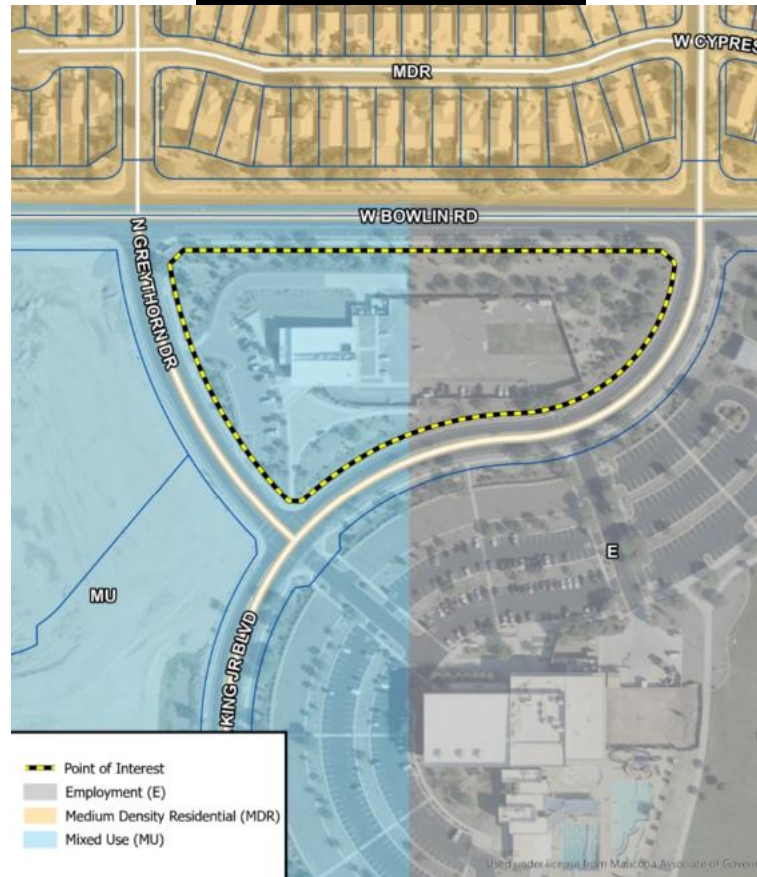 W CYPRES
MDR
W BOWLIN RD
N GREYTHORN DR
E
MU
KING JR BLVD
Point of Interest
Employment (E)
Medium Density Residential (MDR)
Mixed Use (MU)
Used under license from Maricopa Associate of Govern